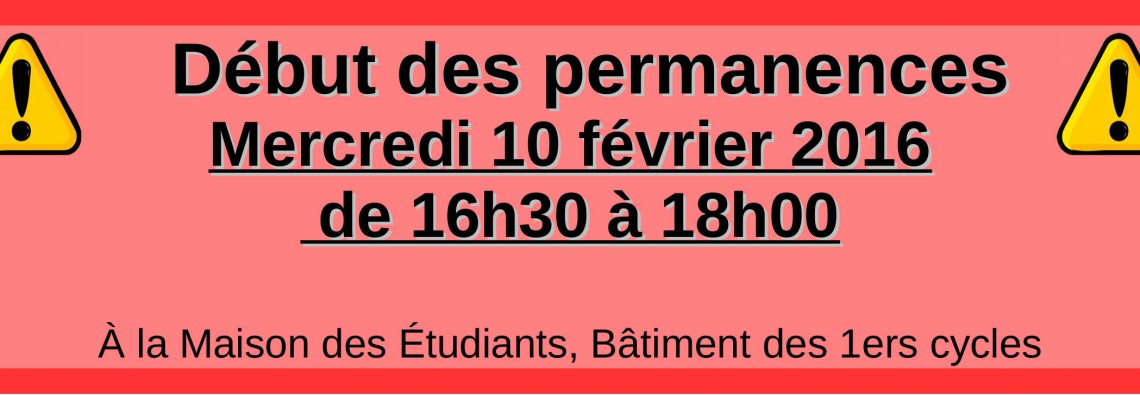 Début des permanences
Mercredi 10 février 2016
de 16h30 à 18h00
À la Maison des Étudiants, Bâtiment des 1ers cycles